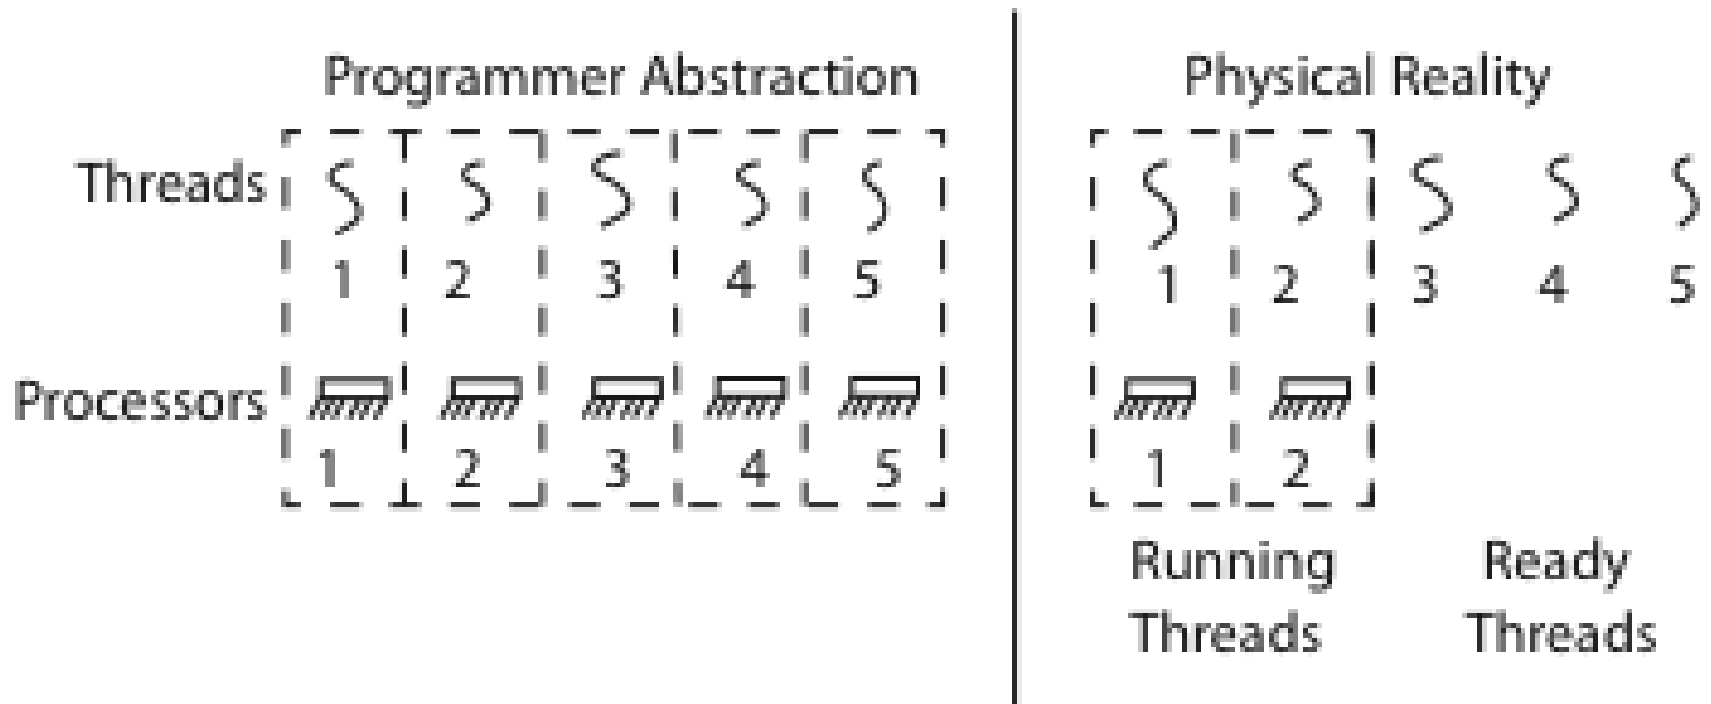 Programmer Abstraction
Threads
1 2 3 4 5
Processors
1 2 3 4 5
Physical Reality
1 2 3 4 5
1 2
Running
Threads
Ready
Threads